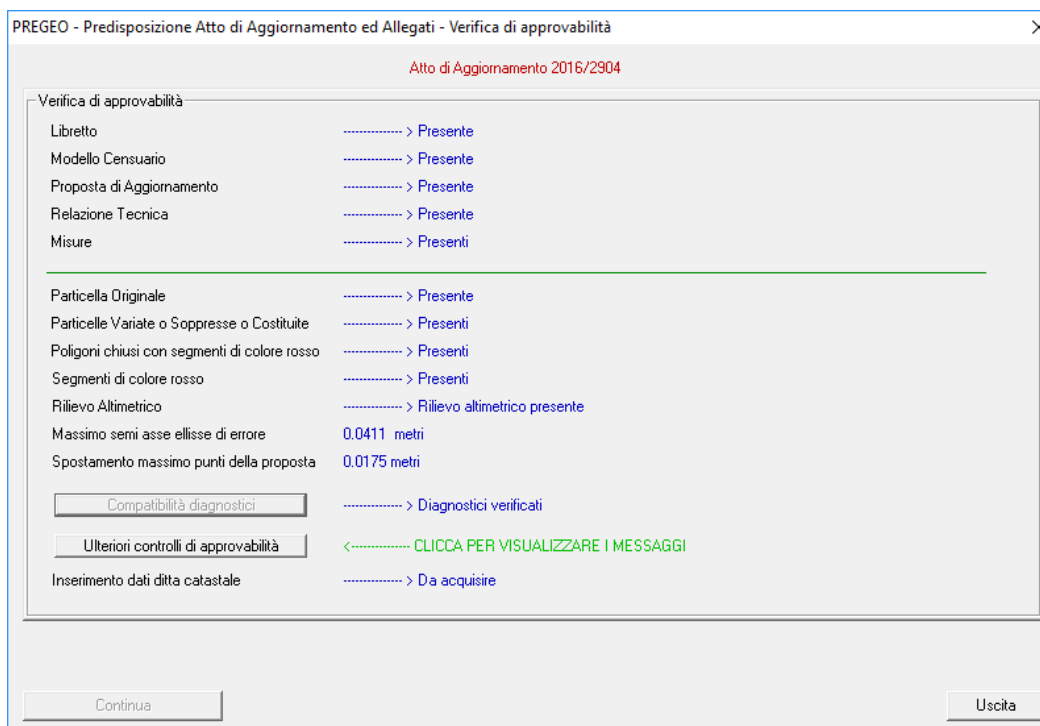 PREGEO - Predisposizione Atto di Aggiornamento ed Allegati - Verifica di approvabilità
Atto di Aggiornamento 2016/2904
Verifica di approvabilità
Libretto -------------- > Presente
Modello Censuario -------------- > Presente
Proposta di Aggiornamento -------------- > Presente
Relazione Tecnica -------------- > Presente
Misure -------------- > Presenti
Particella Originale -------------- > Presente
Particelle Variate o Soppresse o Costituite -------------- > Presenti
Poligoni chiusi con segmenti di colore rosso -------------- > Presenti
Segmenti di colore rosso -------------- > Presenti
Rilievo Altimetrico -------------- > Rilievo altimetrico presente
Massimo semi asse ellisse di errore 0.0411 metri
Spostamento massimo punti della proposta 0.0175 metri
Compatibilità diagnostici -------------- > Diagnostici verificati
Ulteriori controlli di approvabilità <-------------- CLICCA PER VISUALIZZARE I MESSAGGI
Inserimento dati ditta catastale -------------- > Da acquisire
Continua Uscita